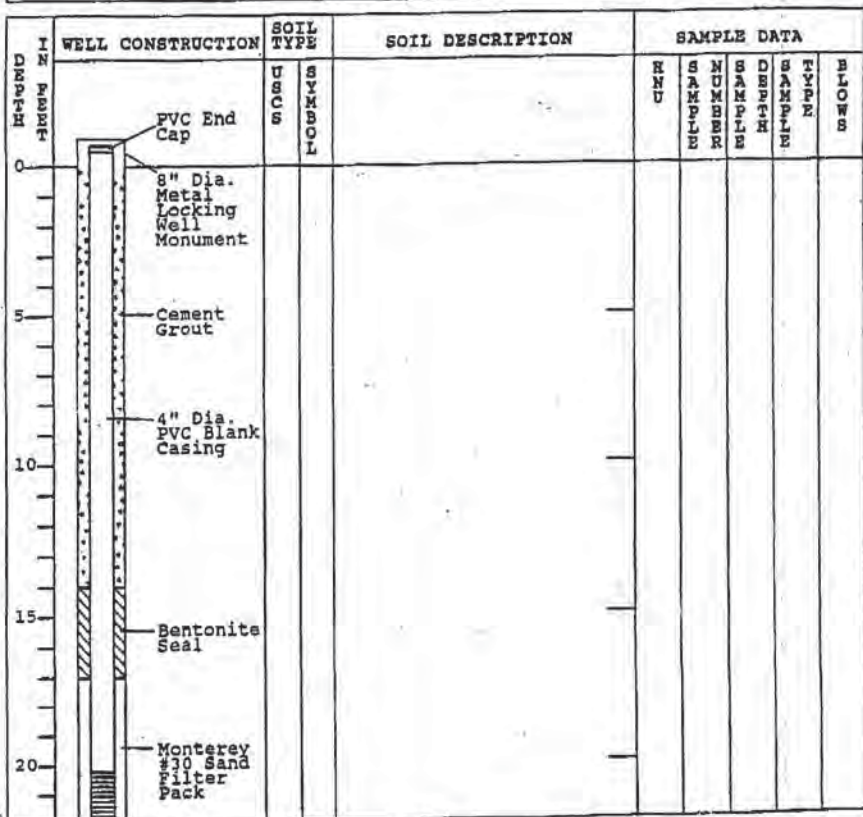 DEPTH
IN FEET
WELL CONSTRUCTION
SOIL
TYPE
SOIL DESCRIPTION
SAMPLE DATA
USCS
SYMBOL
HNU
SAMPLE
NUMBER
SAMPLE
DEPTH
SAMPLE
TYPE
BLOWS
PVC End
Cap
0
8" Dia.
Metal
Locking
Well
Monument
5
Cement
Grout
4" Dia.
PVC Blank
Casing
10
15
Bentonite
Seal
Monterey
#30 Sand
Filter
Pack
20